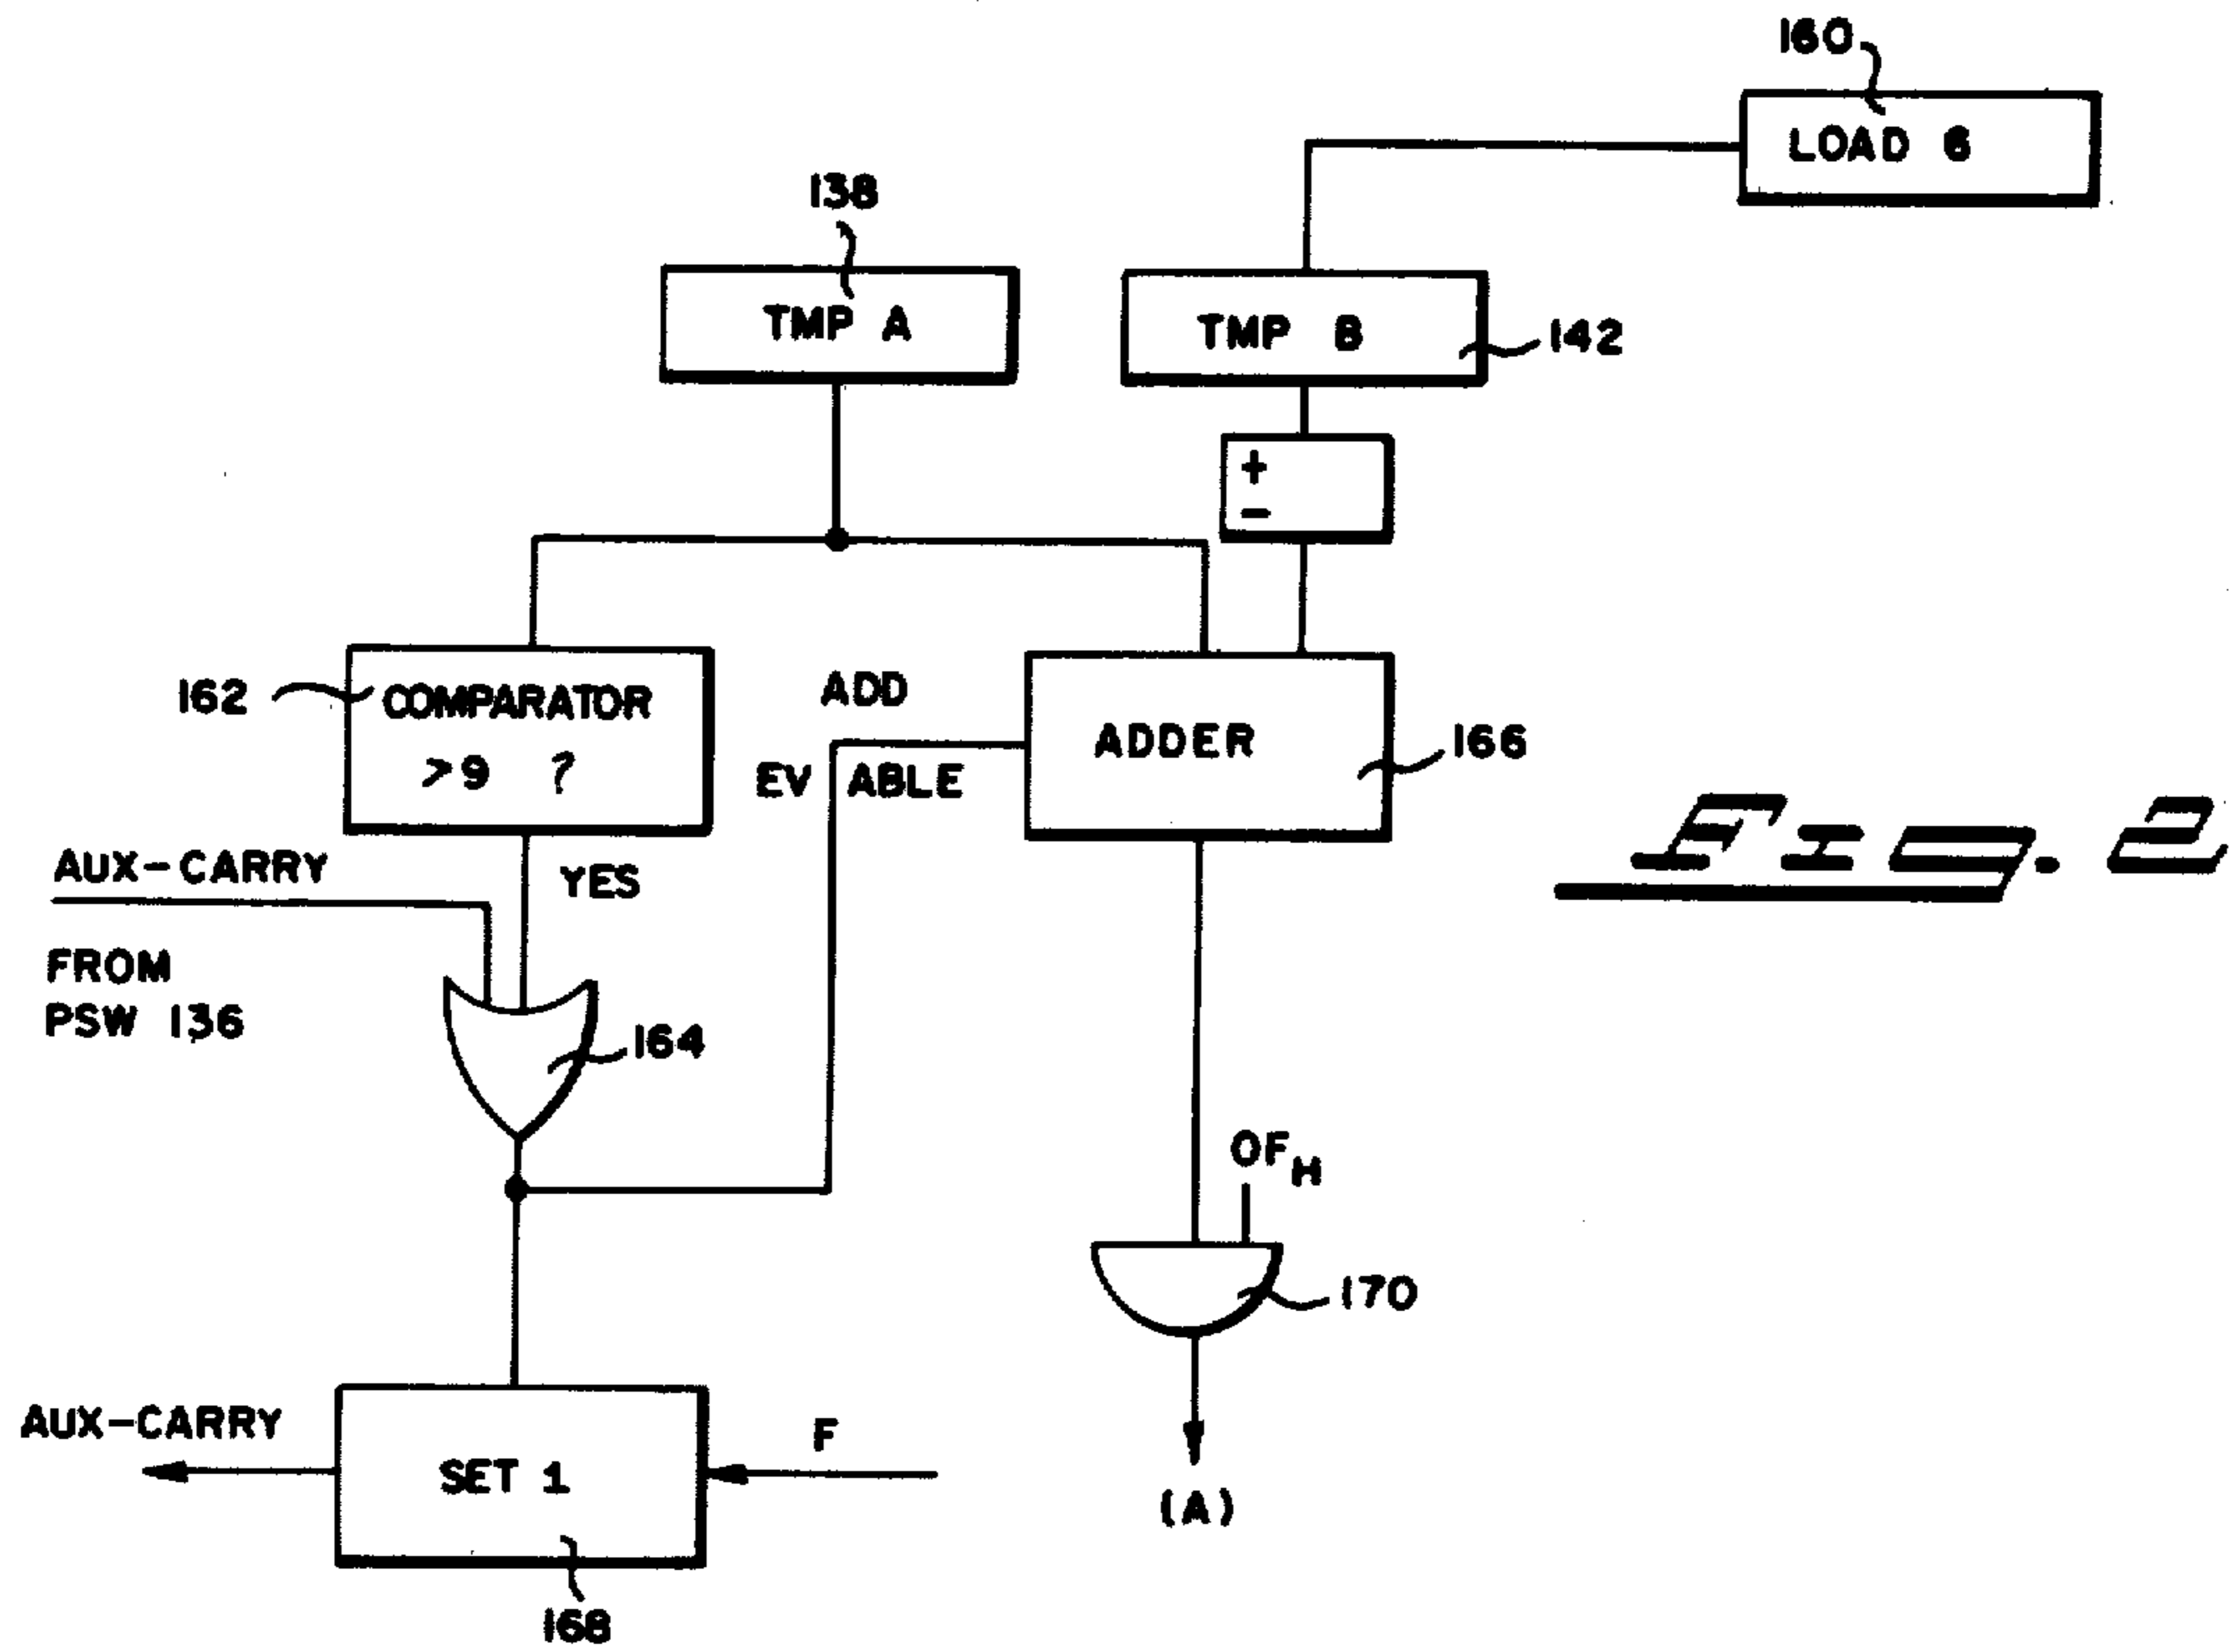 160
LOAD 6
138
TMP A
TMP B
142
+
-
162
COMPARATOR
>9 ?
ADD
EV ABLE
ADDER
166
FIG. 2
AUX-CARRY
YES
FROM
PSW 136
164
OFH
170
AUX-CARRY
SET 1
F
(A)
168